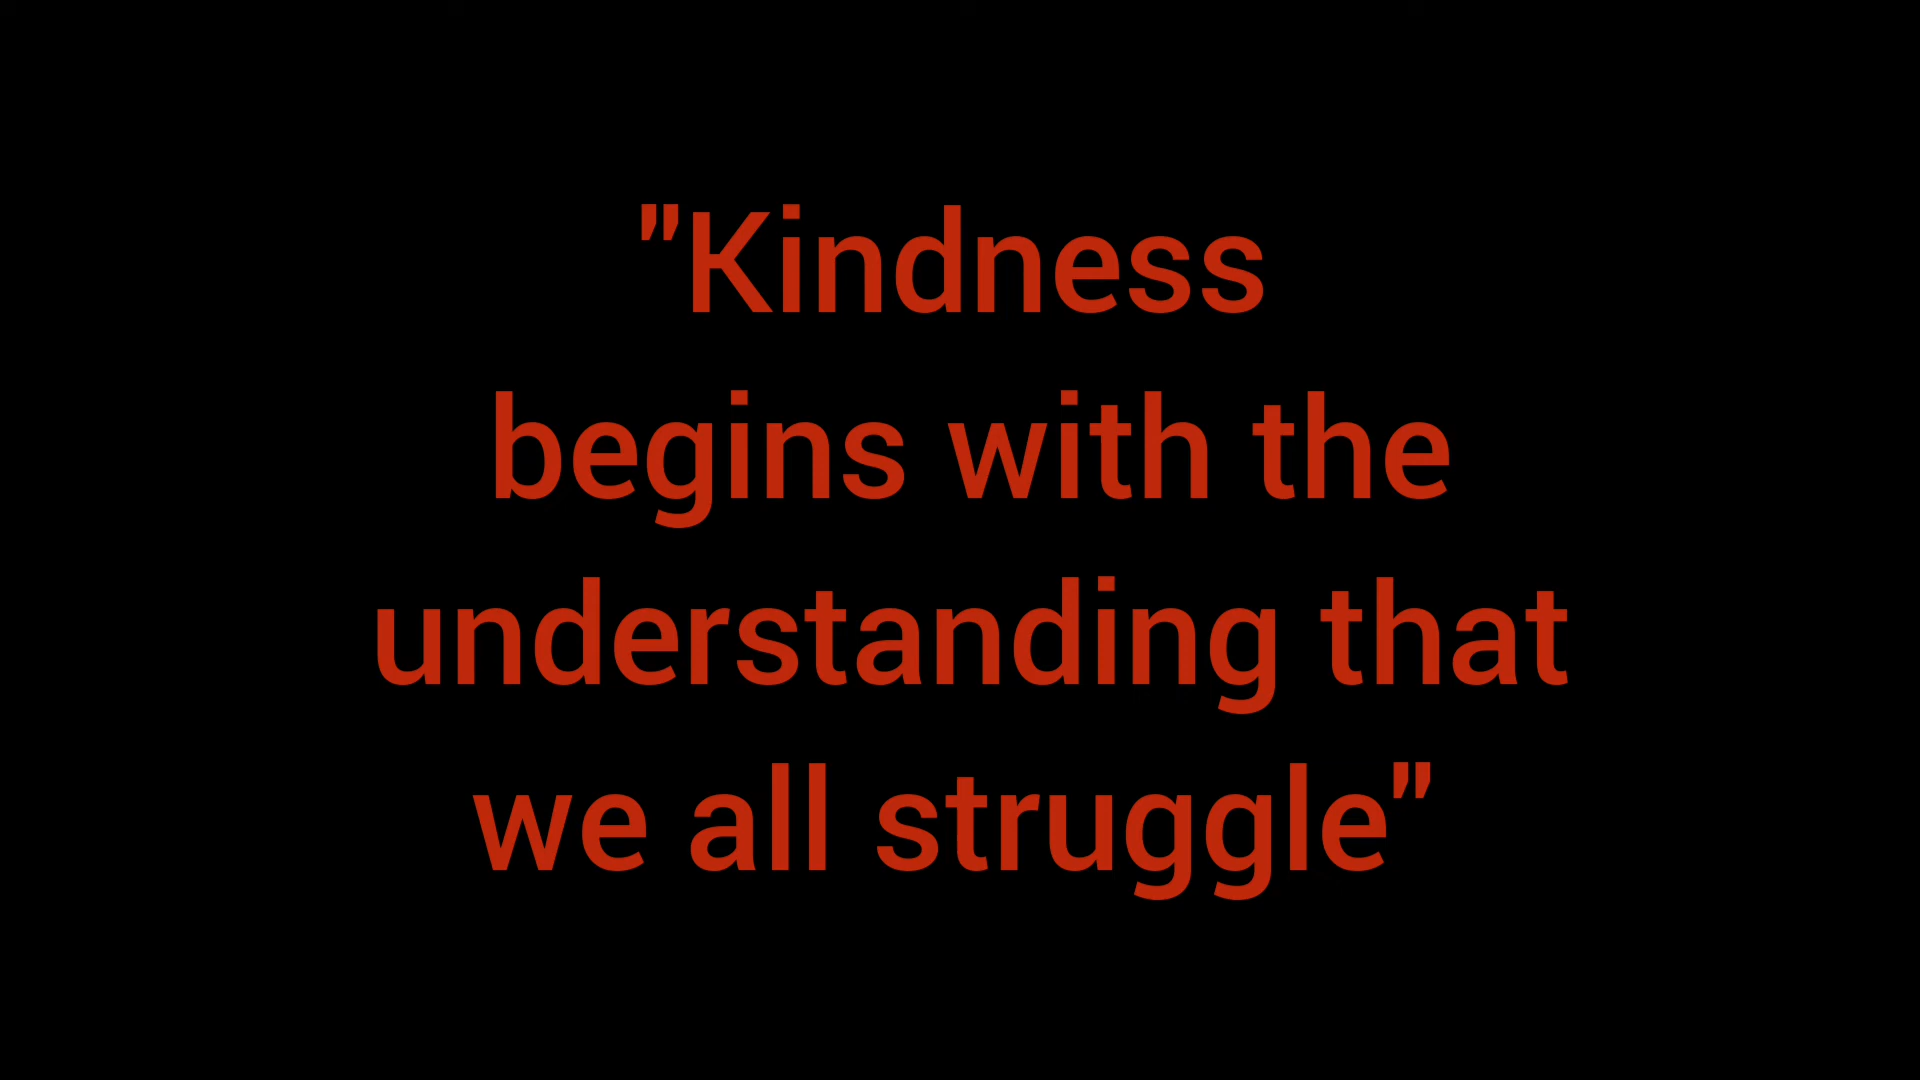 "Kindness
begins with the
understanding that
we all struggle"